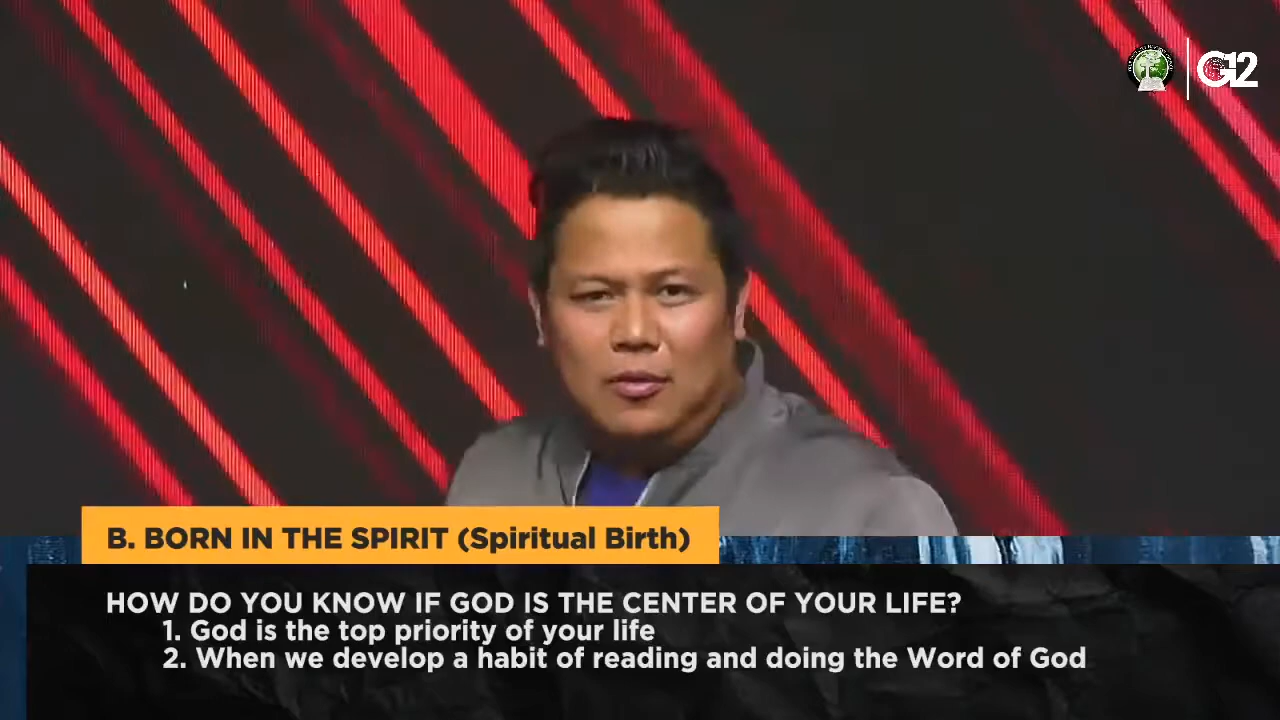 G12
B. BORN IN THE SPIRIT (Spiritual Birth)
HOW DO YOU KNOW IF GOD IS THE CENTER OF YOUR LIFE?
1. God is the top priority of your life
2. When we develop a habit of reading and doing the Word of God